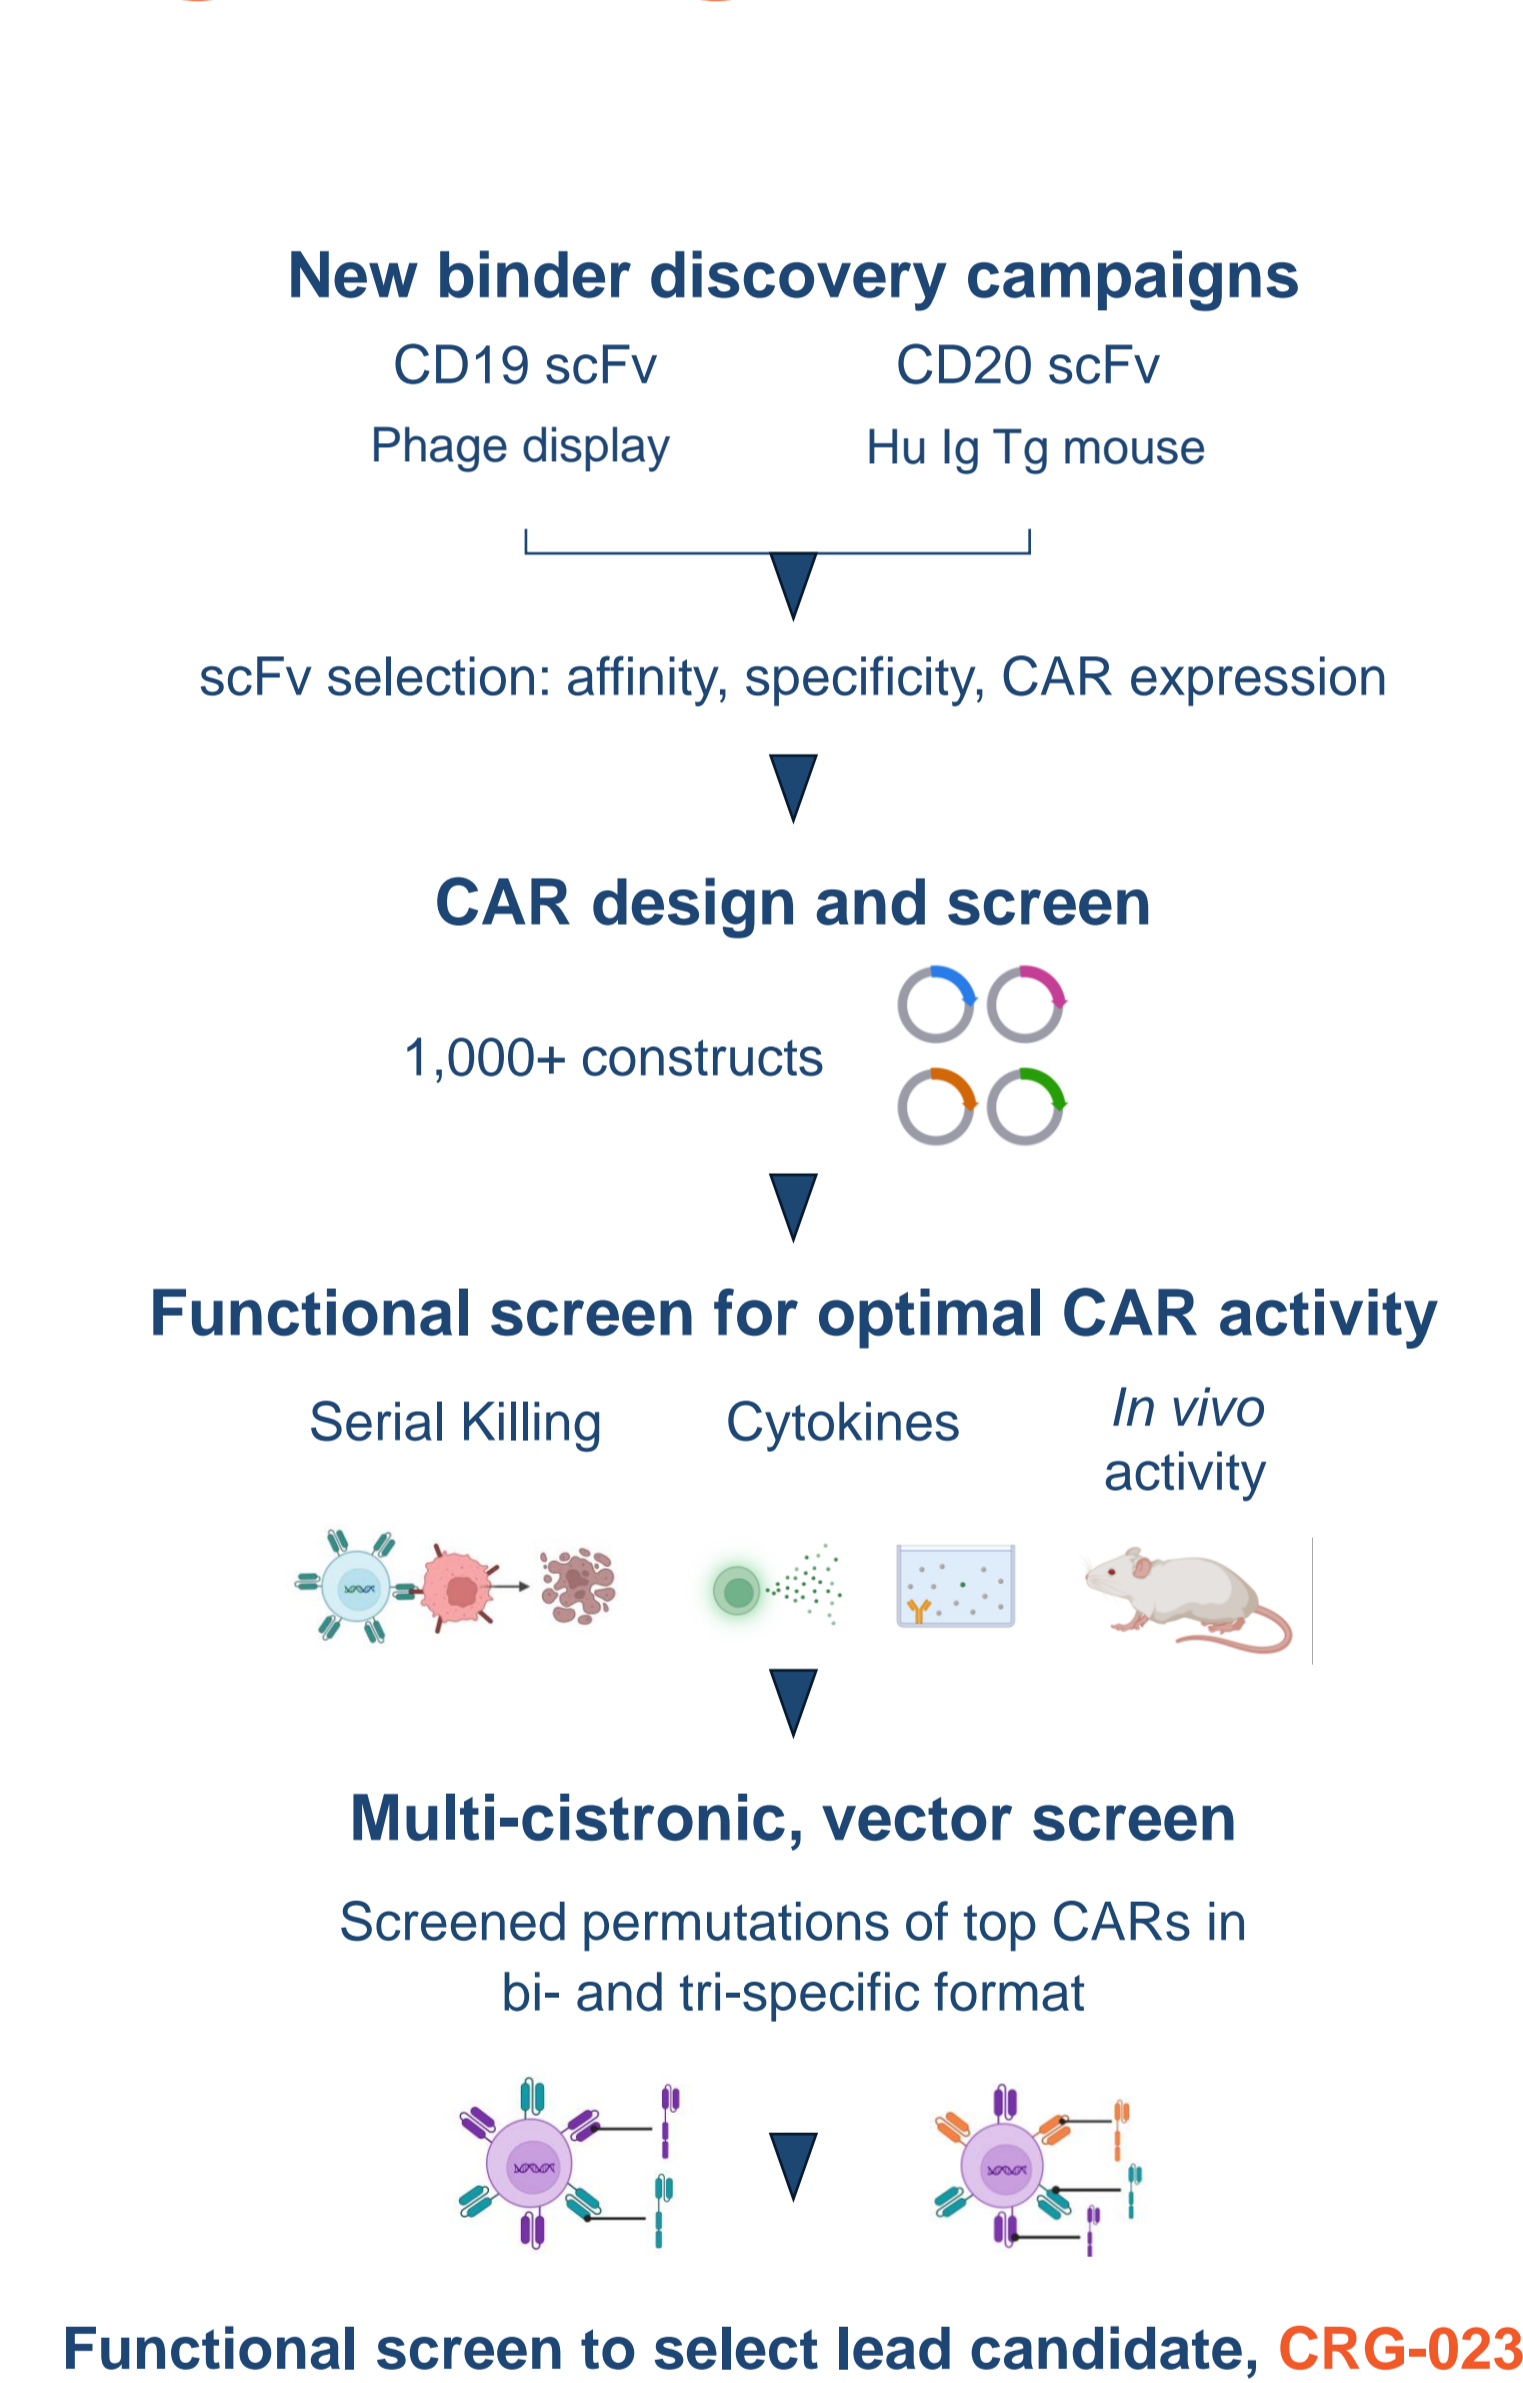 New binder discovery campaigns
CD19 scFv
CD20 scFv
Phage display
Hu Ig Tg mouse
scFv selection: affinity, specificity, CAR expression
CAR design and screen
1,000+ constructs
Functional screen for optimal CAR activity
Serial Killing
Cytokines
In vivo
activity
Multi-cistronic, vector screen
Screened permutations of top CARs in
bi- and tri-specific format
Functional screen to select lead candidate, CRG-023